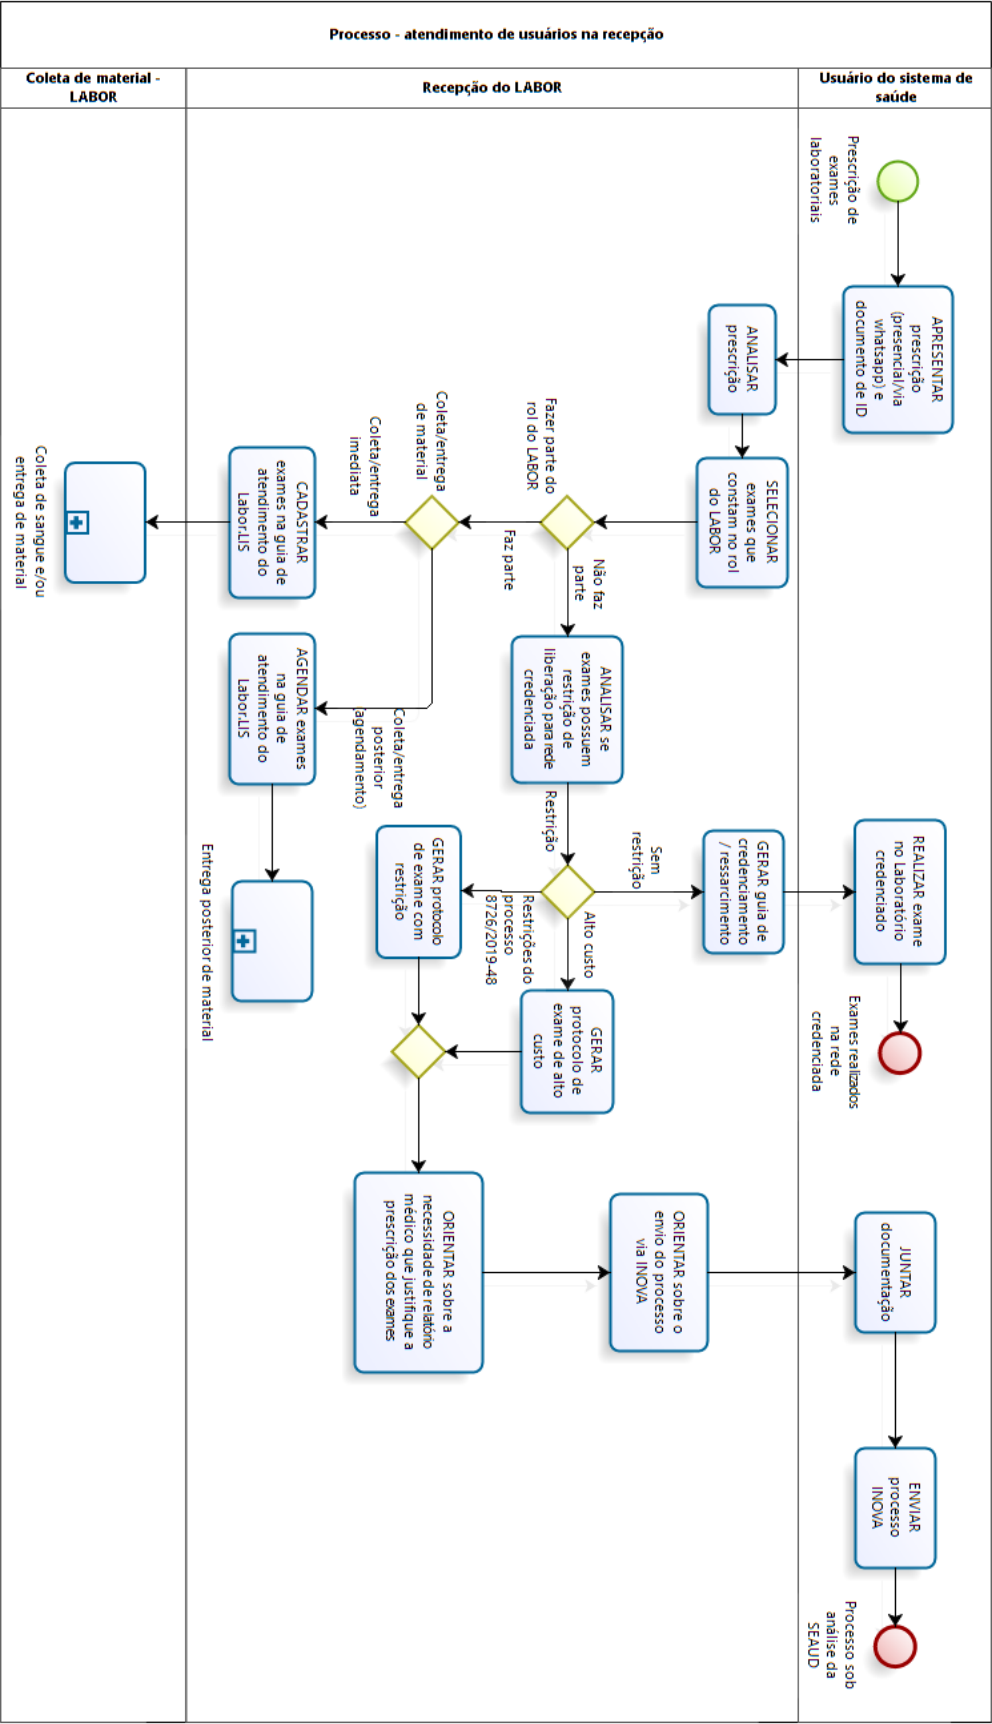 Processo - atendimento de usuários na recepção
Coleta de material -
LABOR
Recepção do LABOR
Usuário do sistema de
saúde
Prescrição de
exames
laboratoriais
APRESENTAR
prescrição
(presencial/via
whatsapp) e
documento de ID
ANALISAR
prescrição
SELECIONAR
exames que
constam no rol
do LABOR
Fazer parte do
rol do LABOR
Não faz
parte
Faz parte
Coleta/entrega
de material
Coleta/entrega
imediata
CADASTRAR
exames na guia de
atendimento do
Labor.LIS
Coleta de sangue e/ou
entrega de material
Coleta/entrega
posterior
(agendamento)
AGENDAR exames
na guia de
atendimento do
Labor.LIS
Entrega posterior de material
ANALISAR se
exames possuem
restrição de
liberação para rede
credenciada
Restrição
Sem
restrição
GERAR guia de
credenciamento
/ ressarcimento
REALIZAR exame
no Laboratório
credenciado
Exames realizados
na rede
credenciada
Alto custo
GERAR
protocolo de
exame de alto
custo
Restrições do
processo
8726/2019-48
GERAR protocolo
de exame com
restrição
ORIENTAR sobre a
necessidade de relatório
médico que justifique a
prescrição dos exames
ORIENTAR sobre o
envio do processo
via INOVA
JUNTAR
documentação
ENVIAR
processo
INOVA
Processo sob
análise da
SEAUD